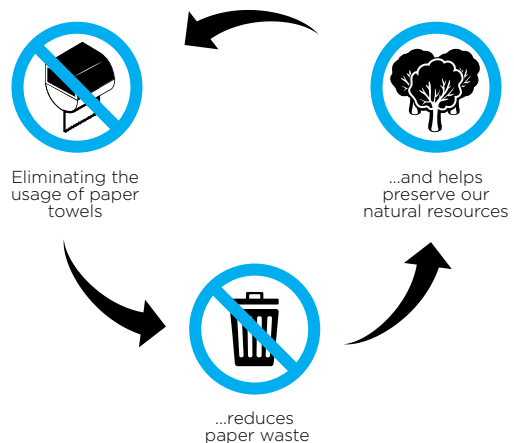 Eliminating the
usage of paper
towels
...and helps
preserve our
natural resources
...reduces
paper waste